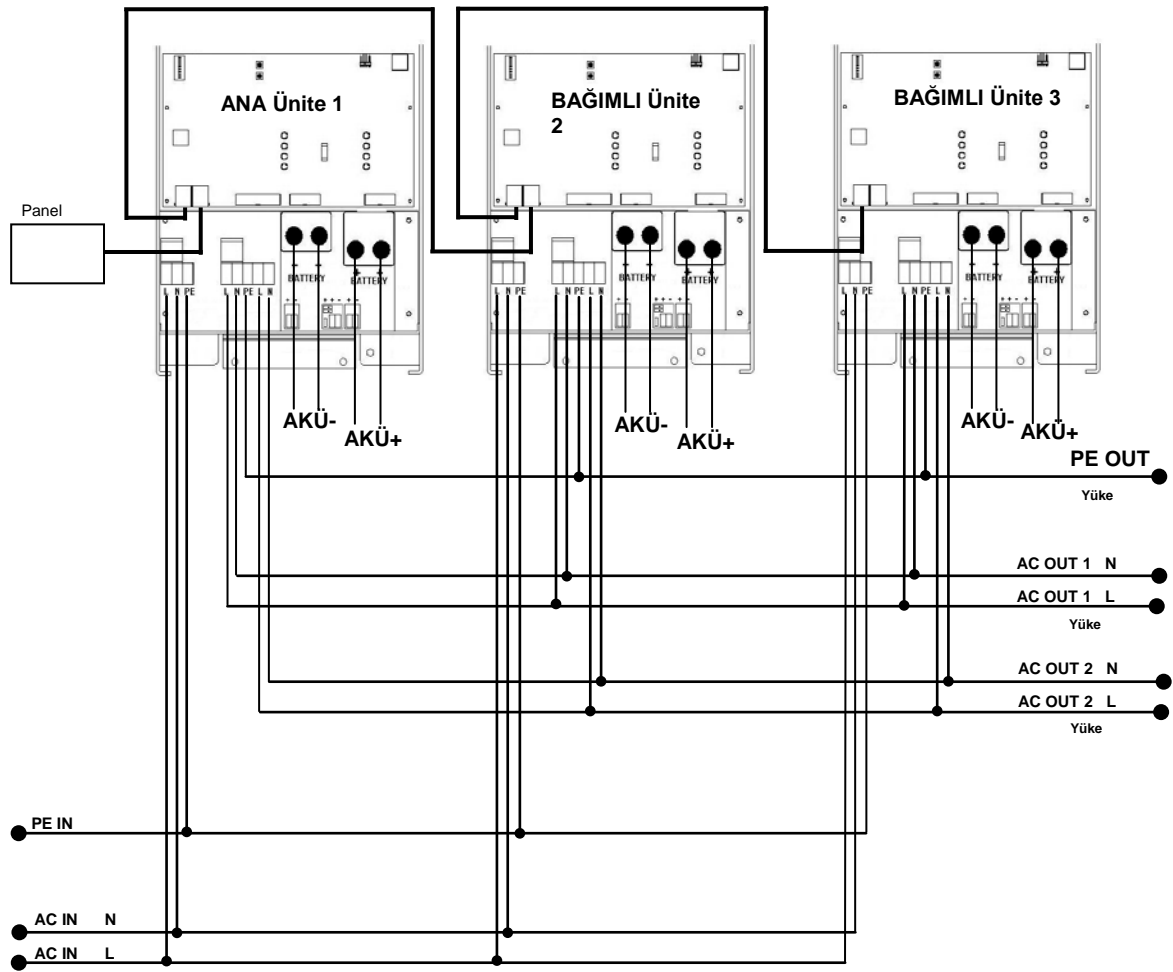 ANA Ünite 1
BAĞIMLI Ünite
2
BAĞIMLI Ünite 3
Panel
- -
+ +
BATTERY
BATTERY
L N PE
L N PE L N
+ - + + - + -
- -
+ +
BATTERY
BATTERY
L N PE
L N PE L N
+ - + + - + -
- -
+ +
BATTERY
BATTERY
L N PE
L N PE L N
+ - + + - + -
AKÜ-
AKÜ+
AKÜ-
AKÜ+
AKÜ-
AKÜ+
PE OUT
Yüke
AC OUT 1 N
AC OUT 1 L
Yüke
AC OUT 2 N
AC OUT 2 L
Yüke
PE IN
AC IN N
AC IN L